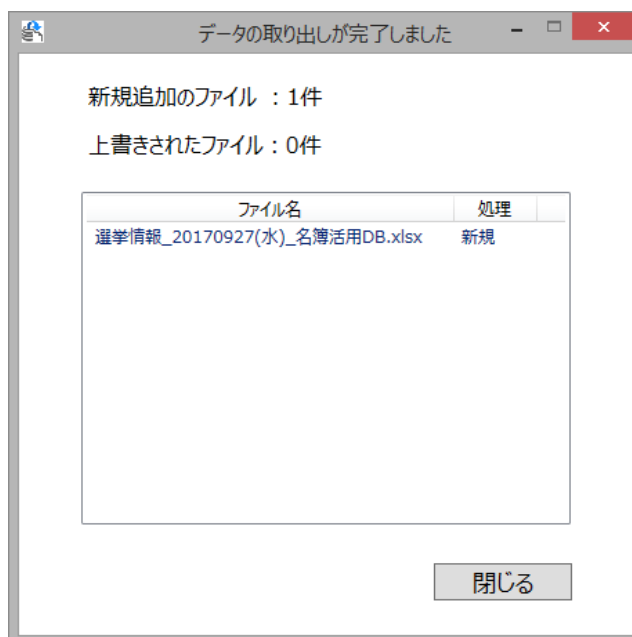 データの取り出しが完了しました
新規追加のファイル ：1件
上書きされたファイル：0件
ファイル名 処理
選挙情報_20170927(水)_名簿活用DB.xlsx 新規
閉じる